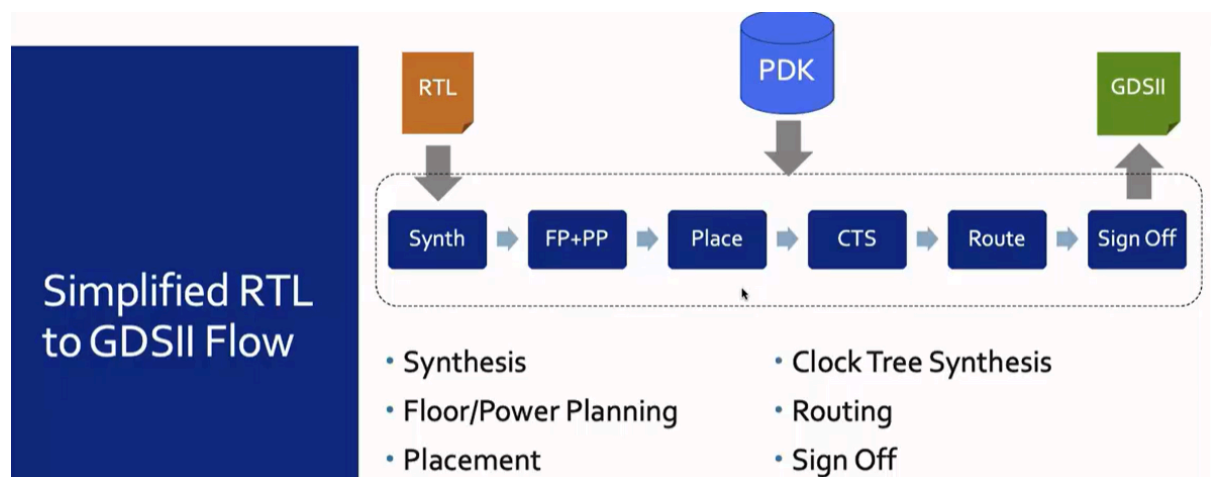 RTL
PDK
GDSII
Synth
FP+PP
Place
CTS
Route
Sign Off
Simplified RTL
to GDSII Flow
• Synthesis
• Floor/Power Planning
• Placement
• Clock Tree Synthesis
• Routing
• Sign Off